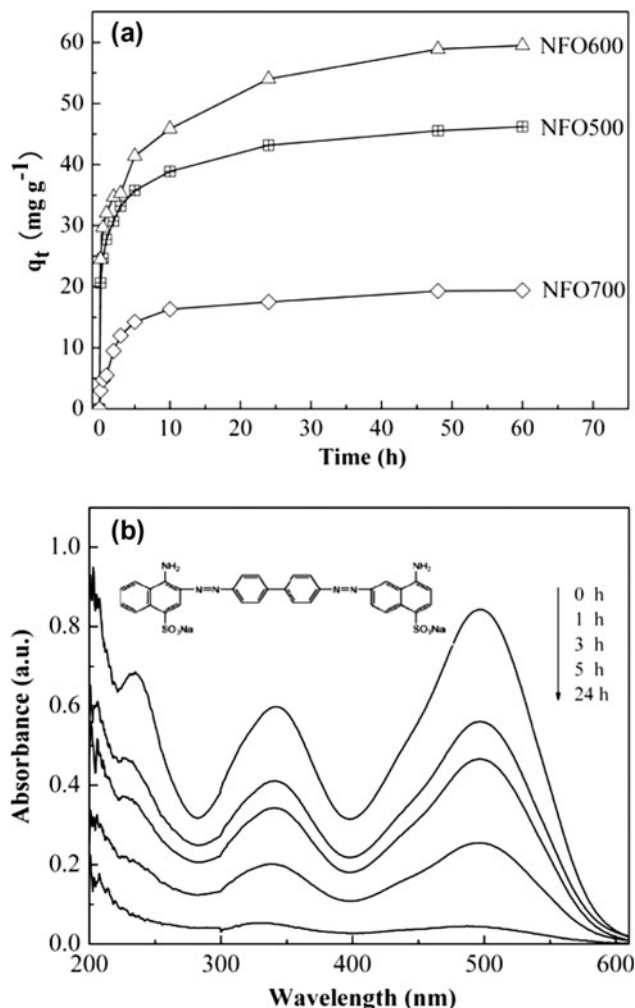 (a)
60
50
40
30
20
10
0
q_t (mg g^-1)
NFO600
NFO500
NFO700
0 10 20 30 40 50 60 70
Time (h)
(b)
1.0
0.8
0.6
0.4
0.2
0.0
Absorbance (a.u.)
NH2
N=N
N=N
NH2
SO3Na
SO3Na
0 h
1 h
3 h
5 h
24 h
200 300 400 500 600
Wavelength (nm)